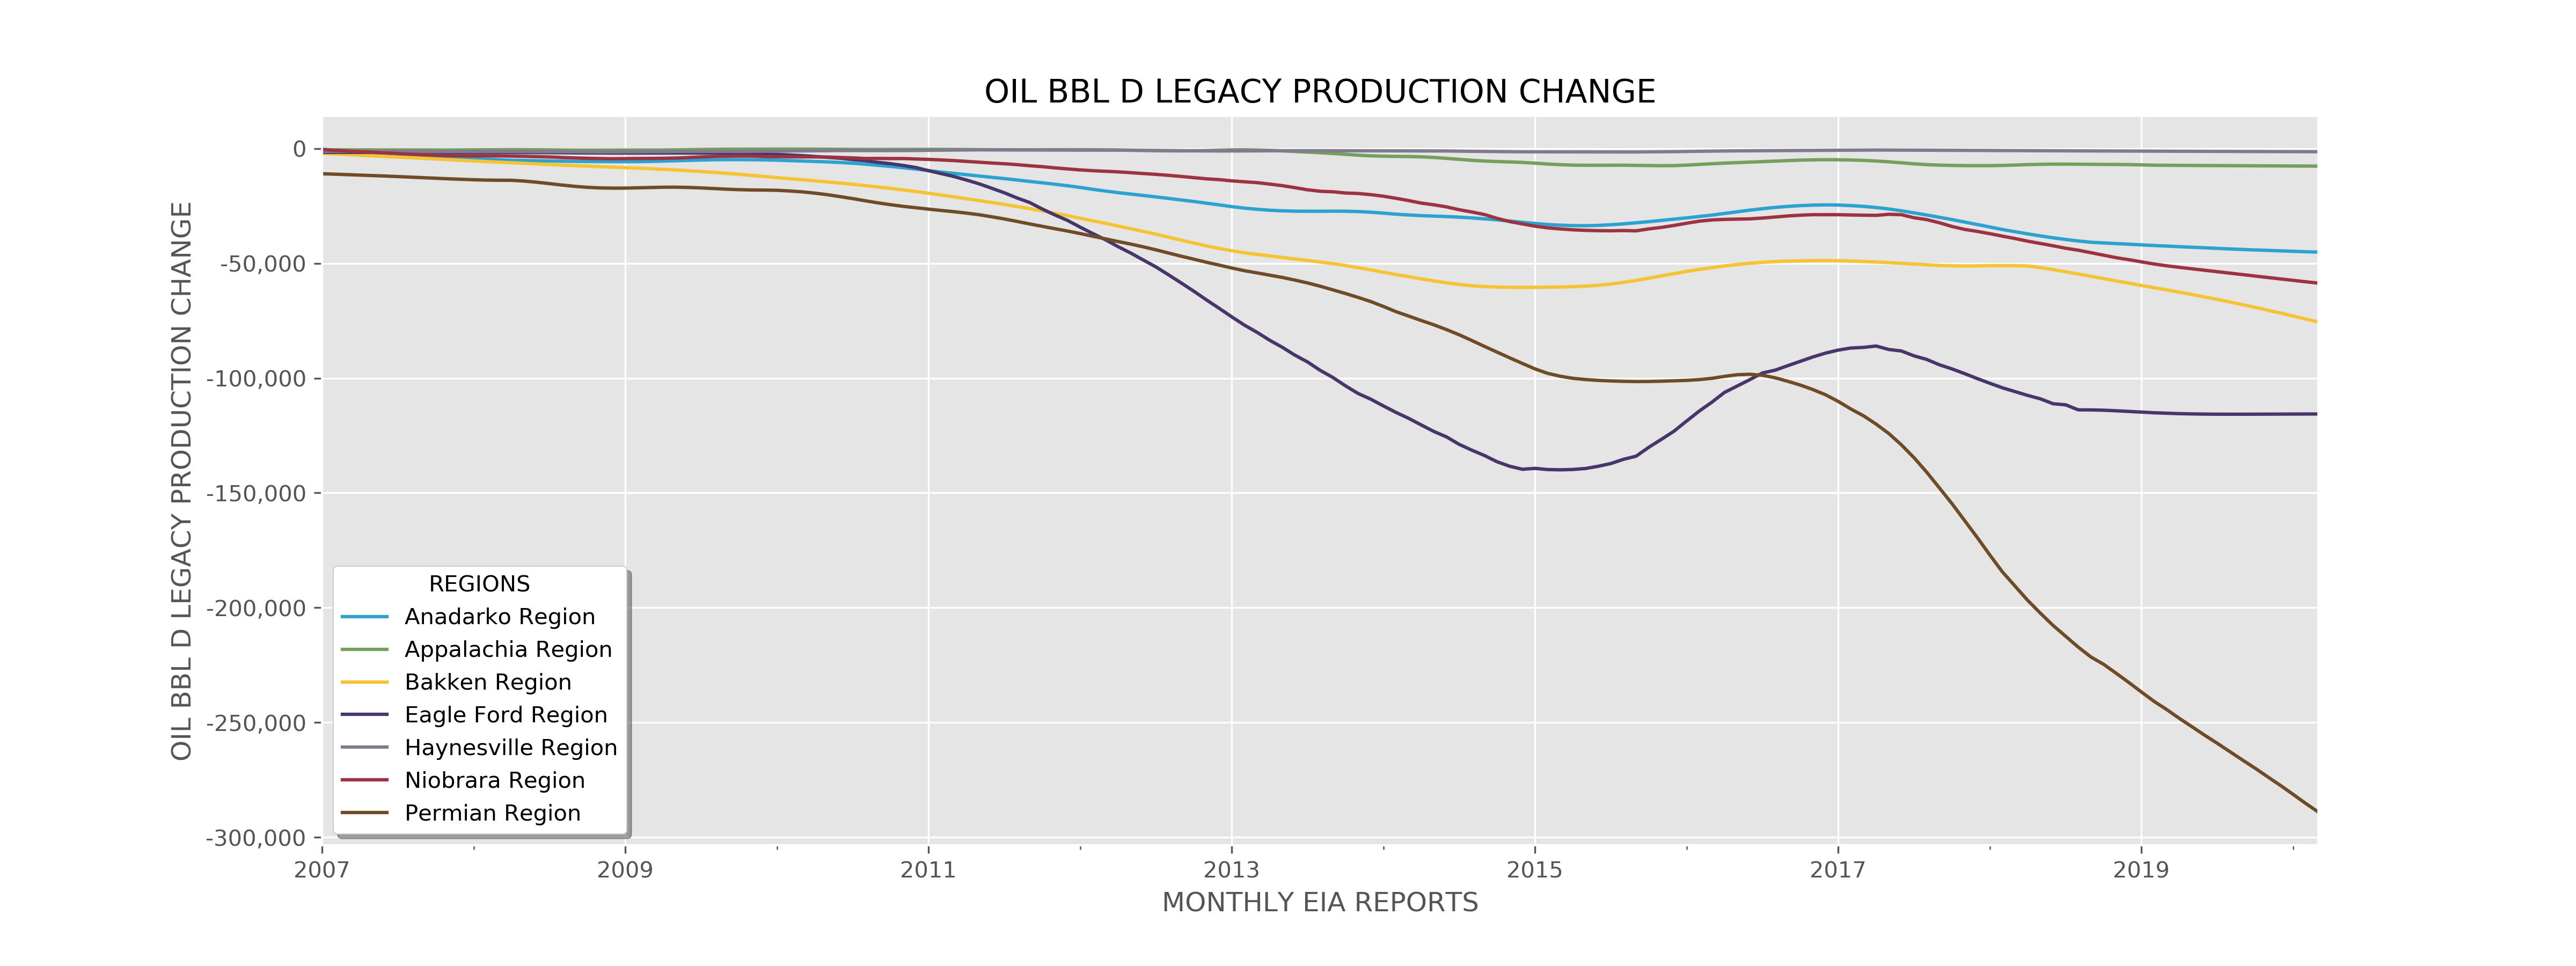 OIL BBL D LEGACY PRODUCTION CHANGE
OIL BBL D LEGACY PRODUCTION CHANGE
0
-50,000
-100,000
-150,000
-200,000
-250,000
-300,000
REGIONS
Anadarko Region
Appalachia Region
Bakken Region
Eagle Ford Region
Haynesville Region
Niobrara Region
Permian Region
2007 2009 2011 2013 2015 2017 2019
MONTHLY EIA REPORTS